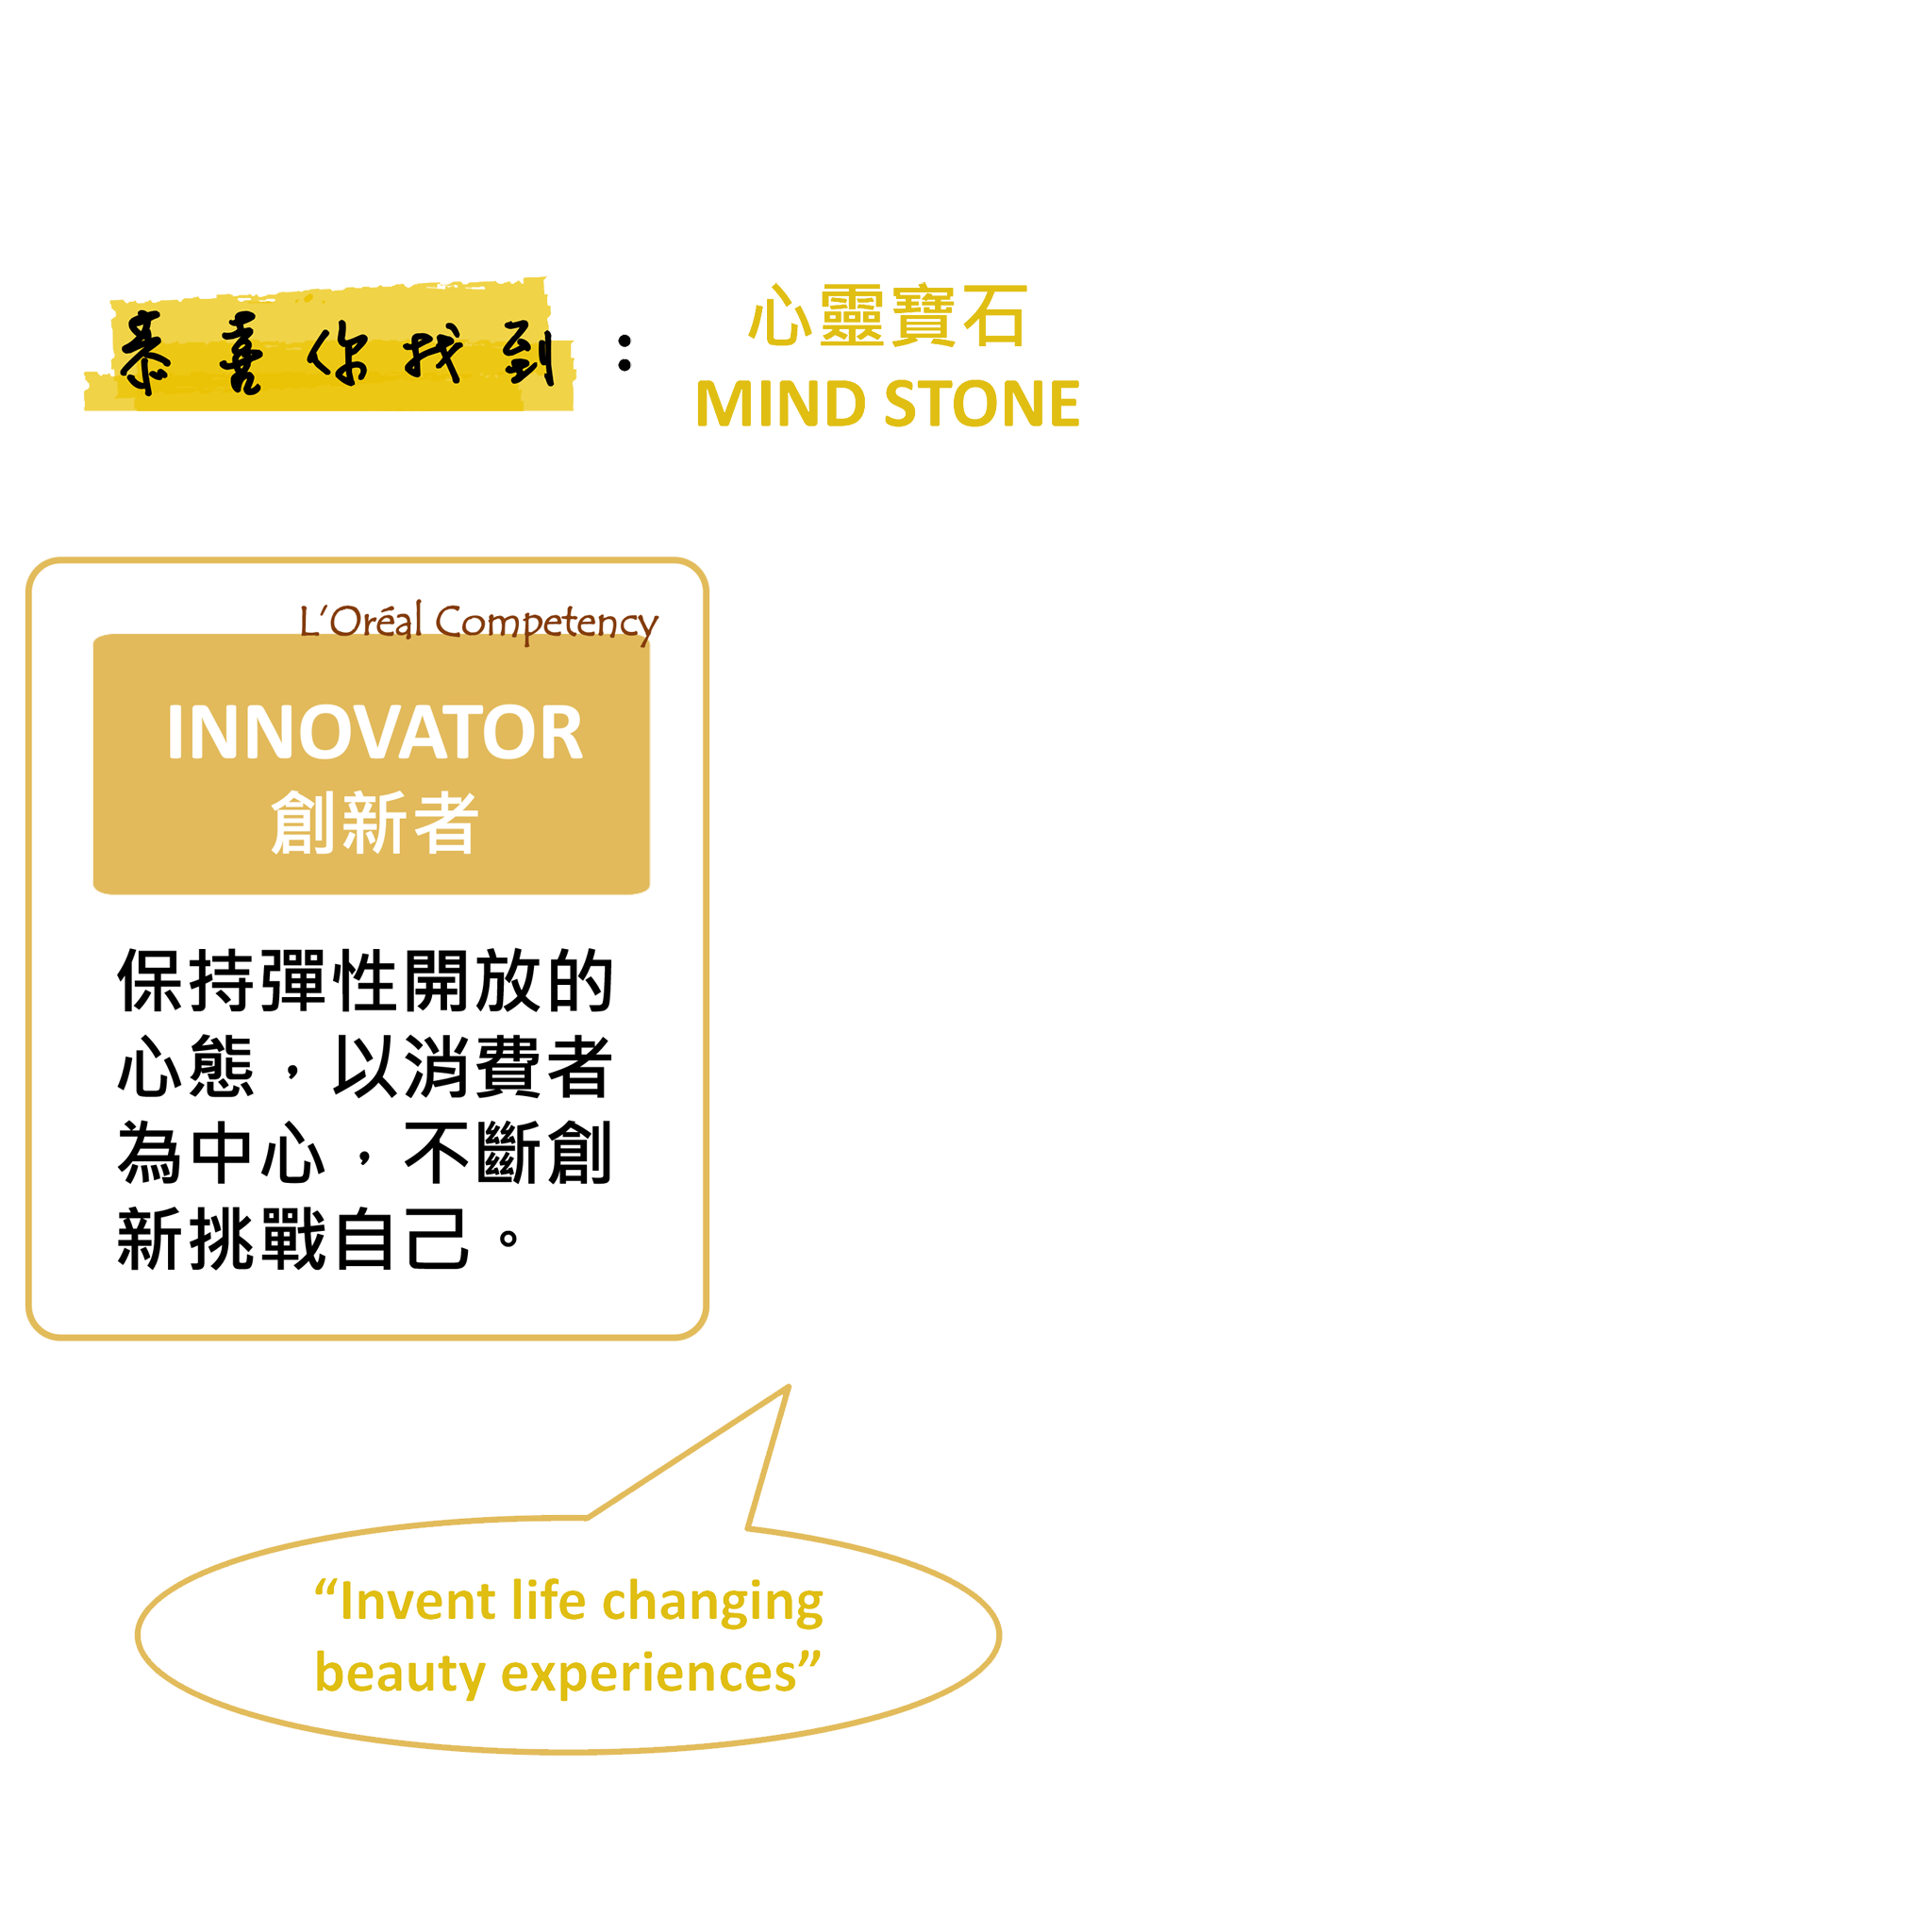 恭喜你找到：
心靈寶石
MIND STONE
L'Oréal Competency
INNOVATOR
創新者
保持彈性開放的
心態，以消費者
為中心，不斷創
新挑戰自己。
“Invent life changing
beauty experiences”